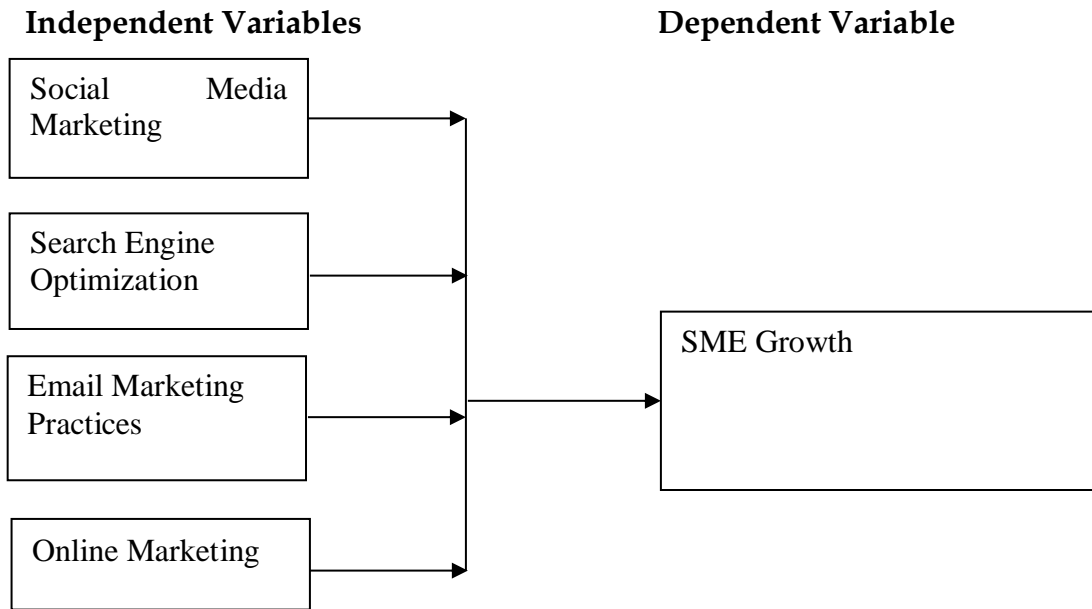 Independent Variables
Dependent Variable
Social Media
Marketing
Search Engine
Optimization
Email Marketing
Practices
Online Marketing
SME Growth